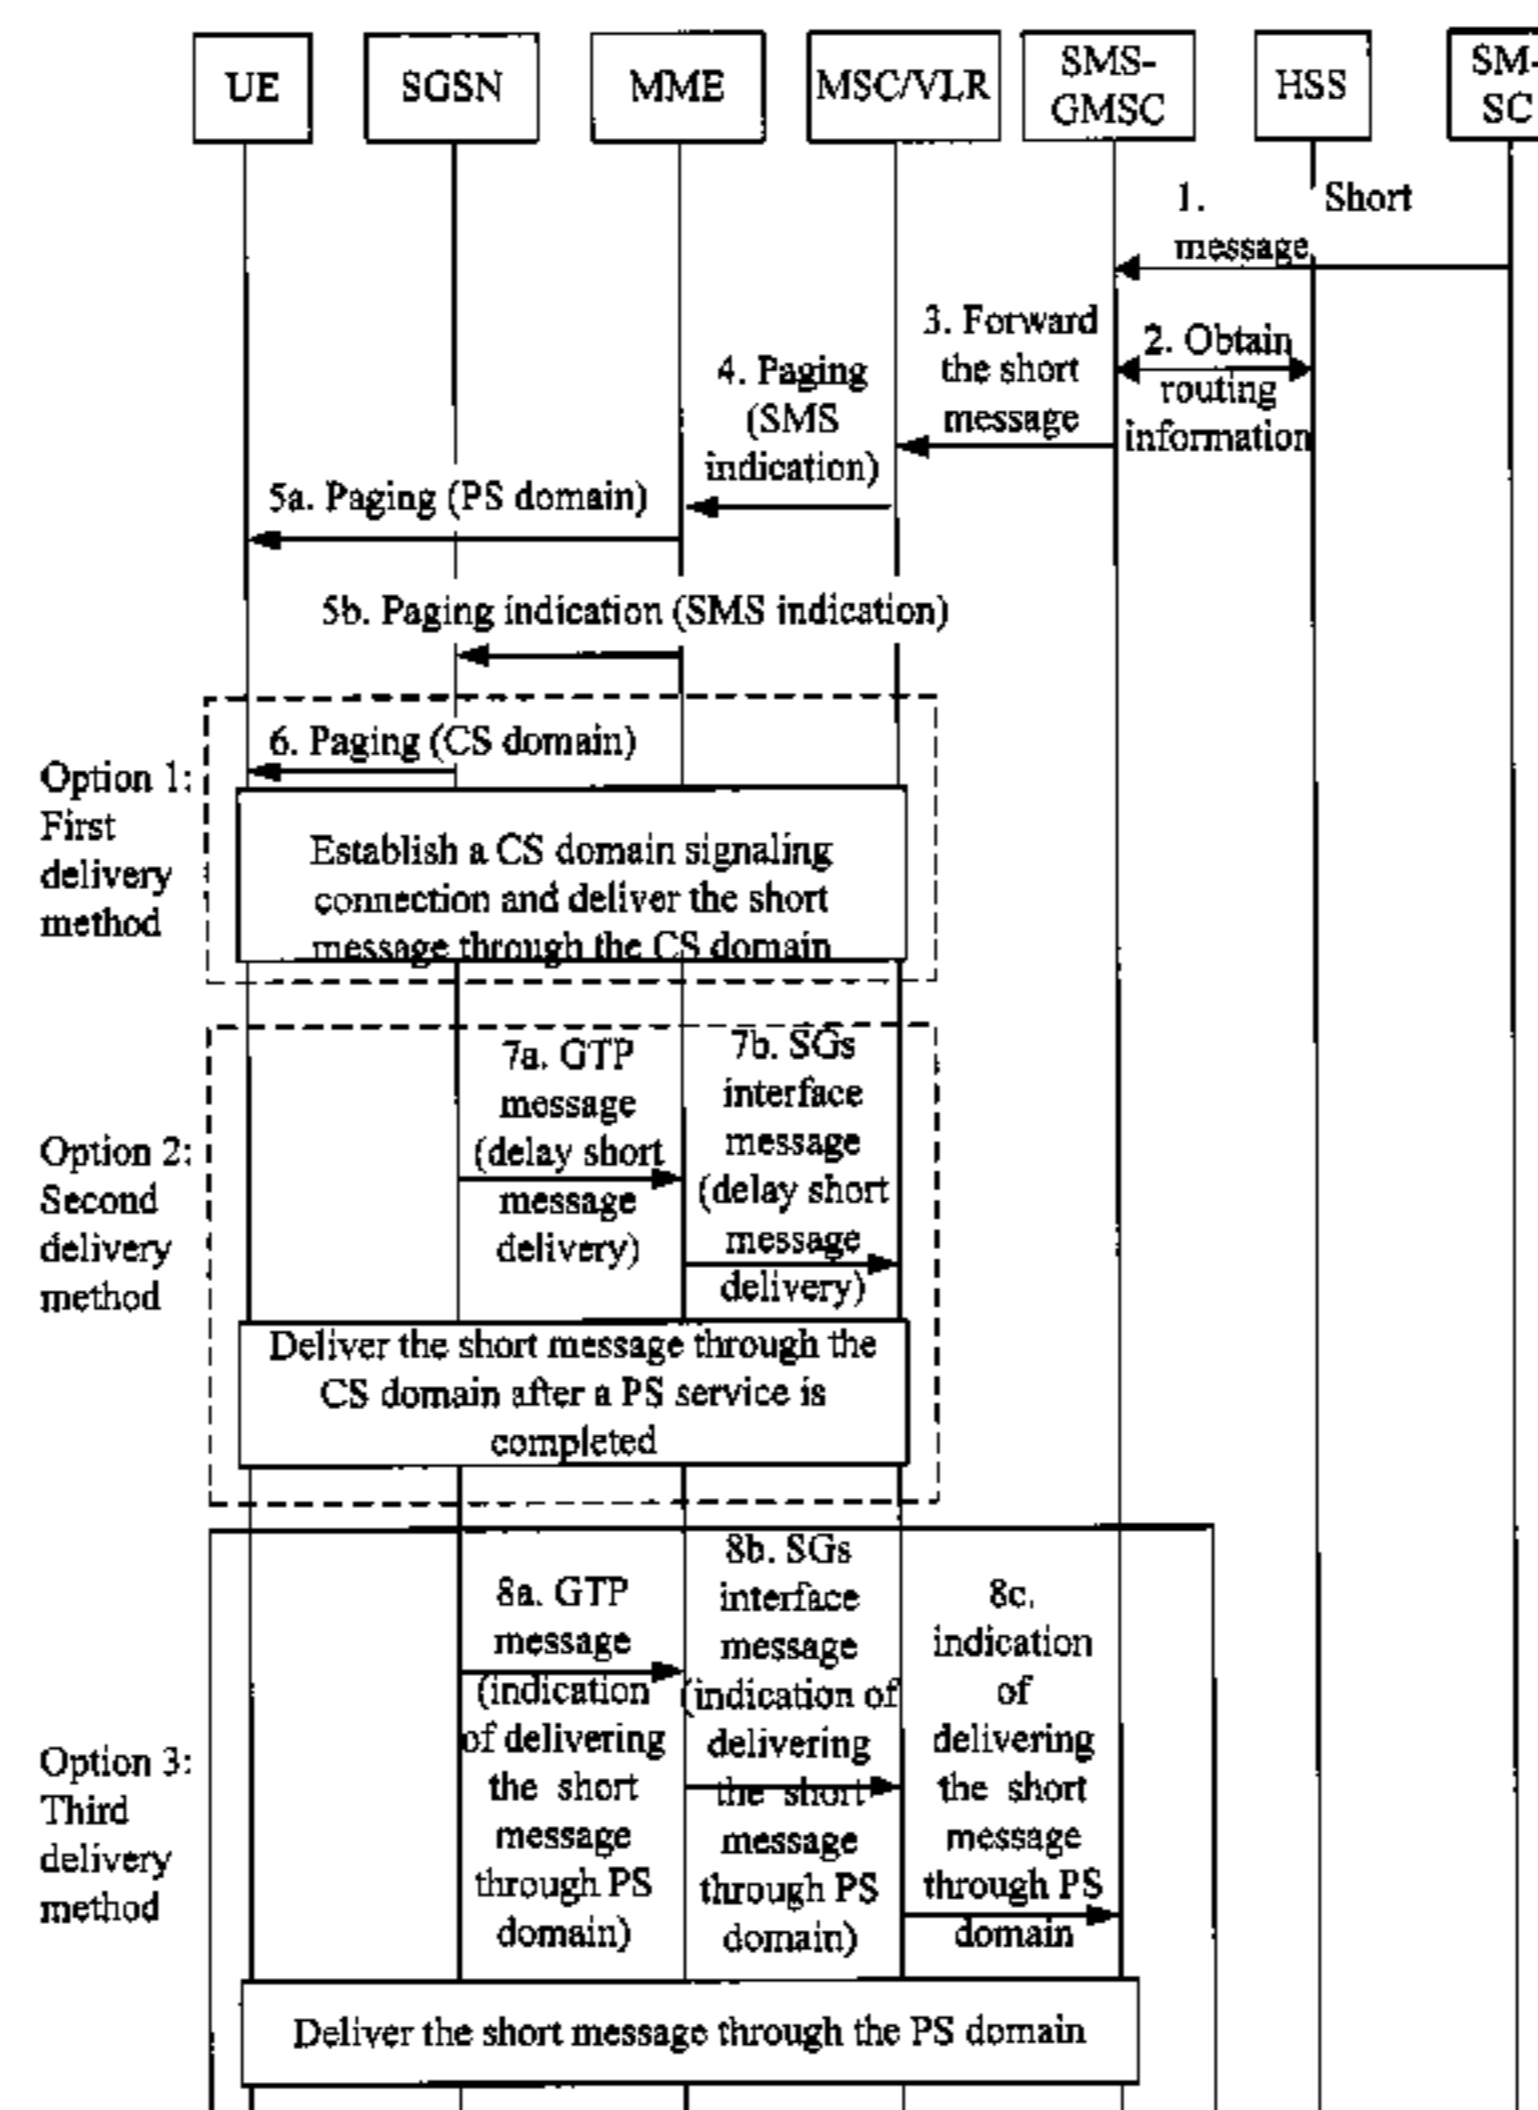 UE
SGSN
MME
MSC/VLR
SMS-
GMSC
HSS
SM-
SC
1. Short
message
2. Obtain
routing
information
3. Forward
the short
message
4. Paging
(SMS
indication)
5a. Paging (PS domain)
5b. Paging indication (SMS indication)
Option 1:
First
delivery
method
6. Paging (CS domain)
Establish a CS domain signaling
connection and deliver the short
message through the CS domain
Option 2:
Second
delivery
method
7a. GTP
message
(delay short
message
delivery)
7b. SGs
interface
message
(delay short
message
delivery)
Deliver the short message through the
CS domain after a PS service is
completed
Option 3:
Third
delivery
method
8a. GTP
message
(indication
of delivering
the short
message
through PS
domain)
8b. SGs
interface
message
(indication of
delivering
the short
message
through PS
domain)
8c.
indication
of
delivering
the short
message
through PS
domain
Deliver the short message through the PS domain